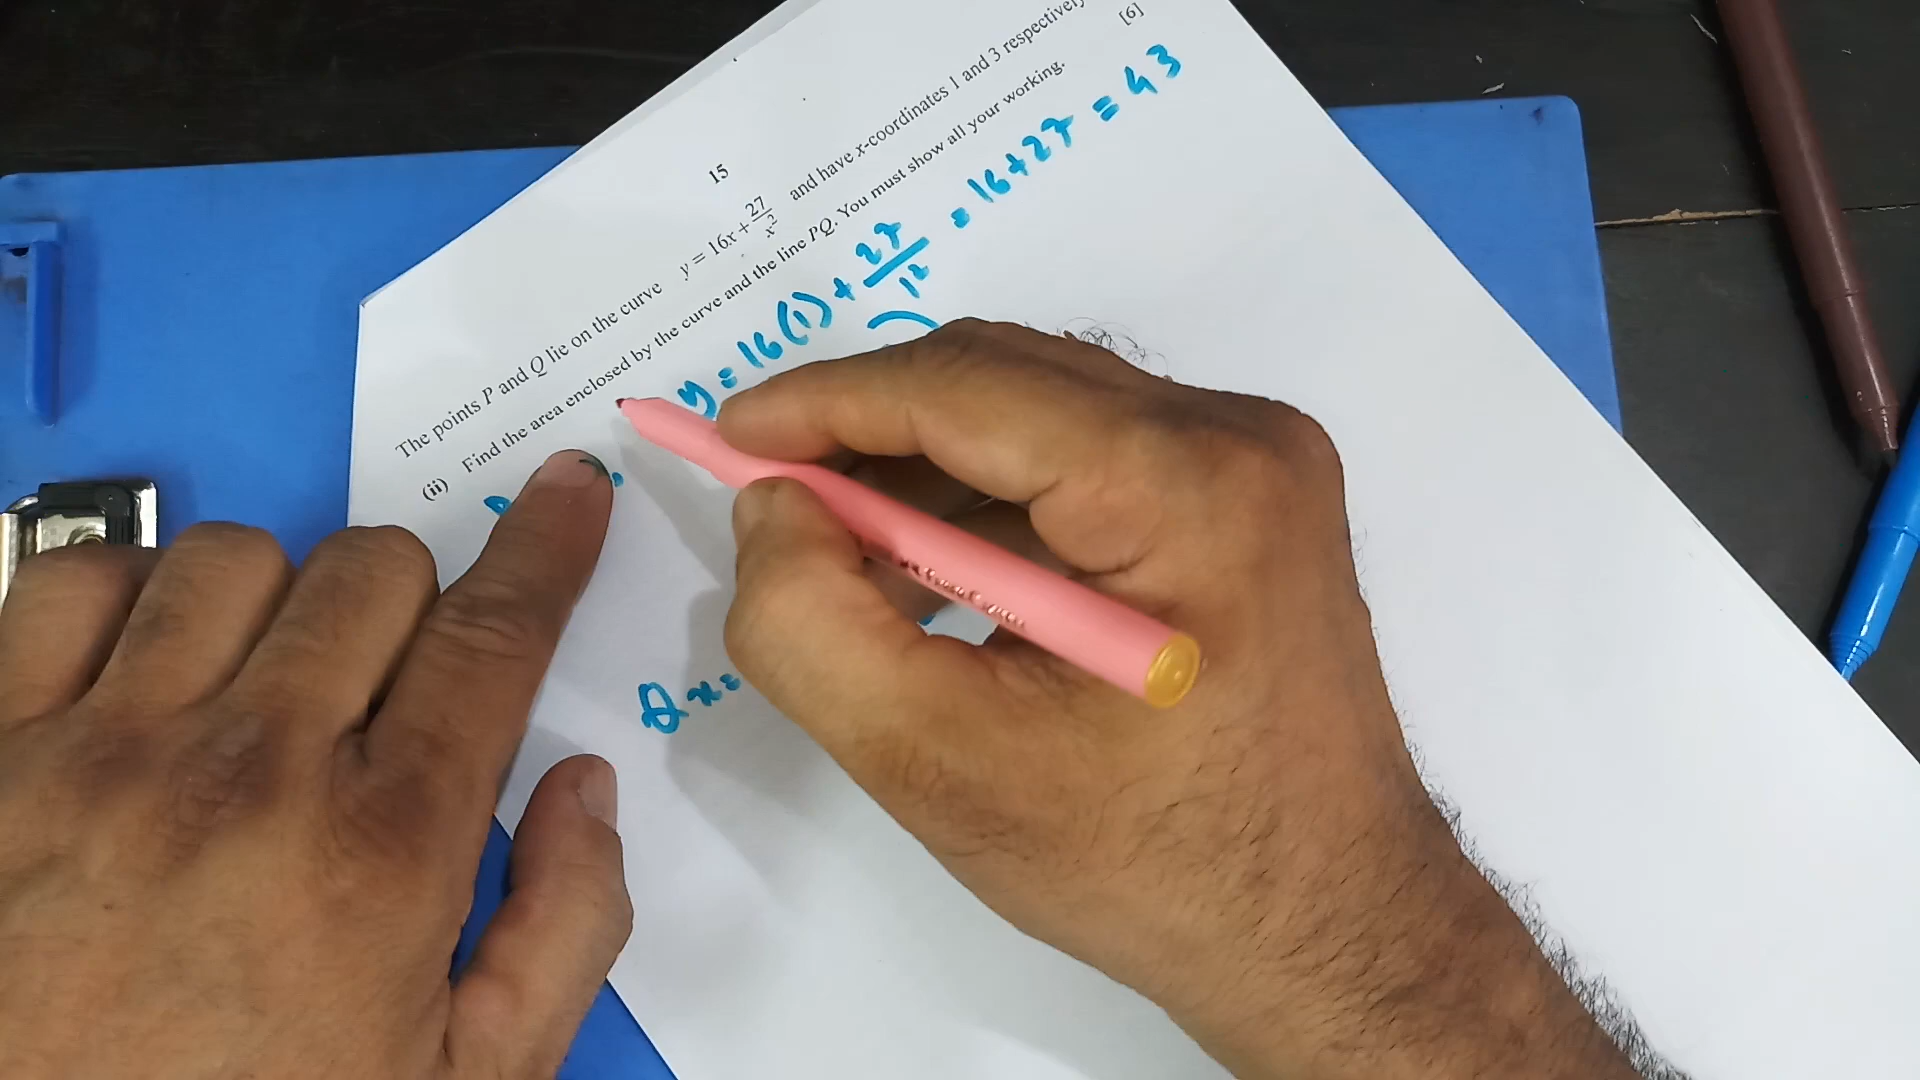 15
[6]
The points P and Q lie on the curve y = 16x + 27/x² and have x-coordinates 1 and 3 respectively
(ii) Find the area enclosed by the curve and the line PQ. You must show all your working.
P
y = 16(1) + 27/1² = 16+27 = 43
Q x=